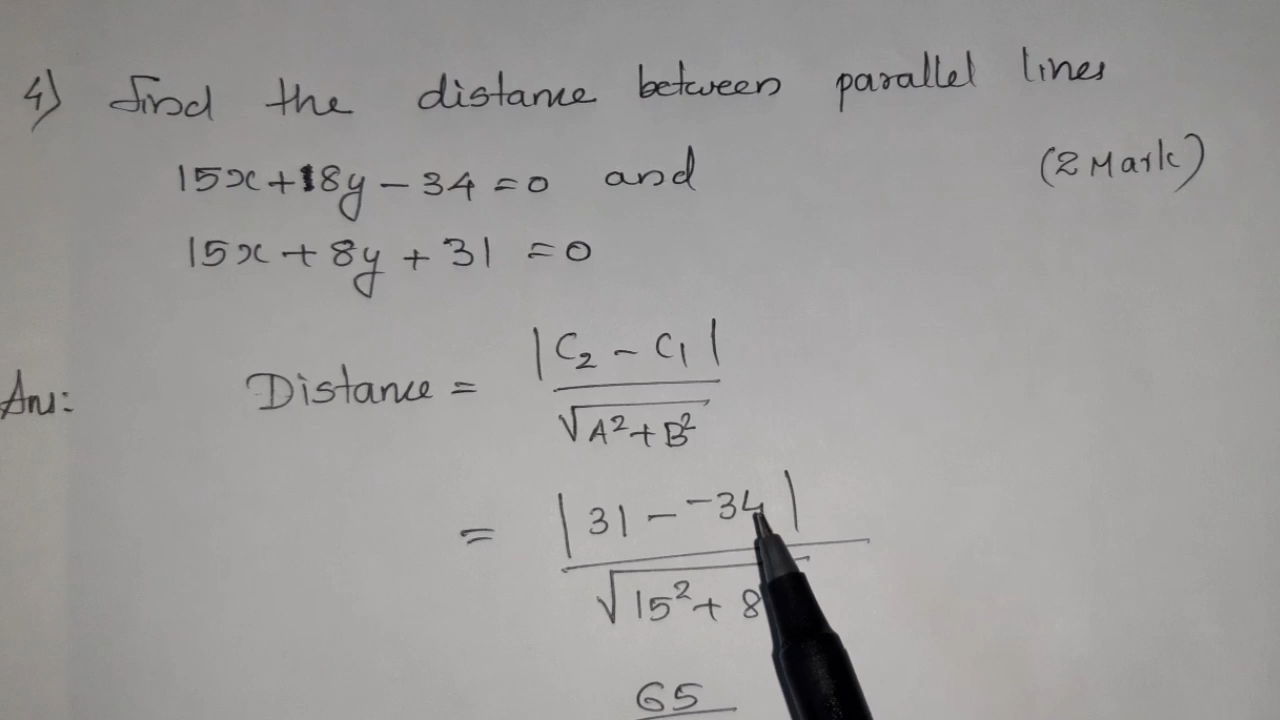 4) find the distance between parallel lines
15x+18y-34=0 and (2 Mark)
15x+8y+31=0
Ans: Distance = |C₂-C₁| / √A²+B²
= |31--34| / √15²+8
65